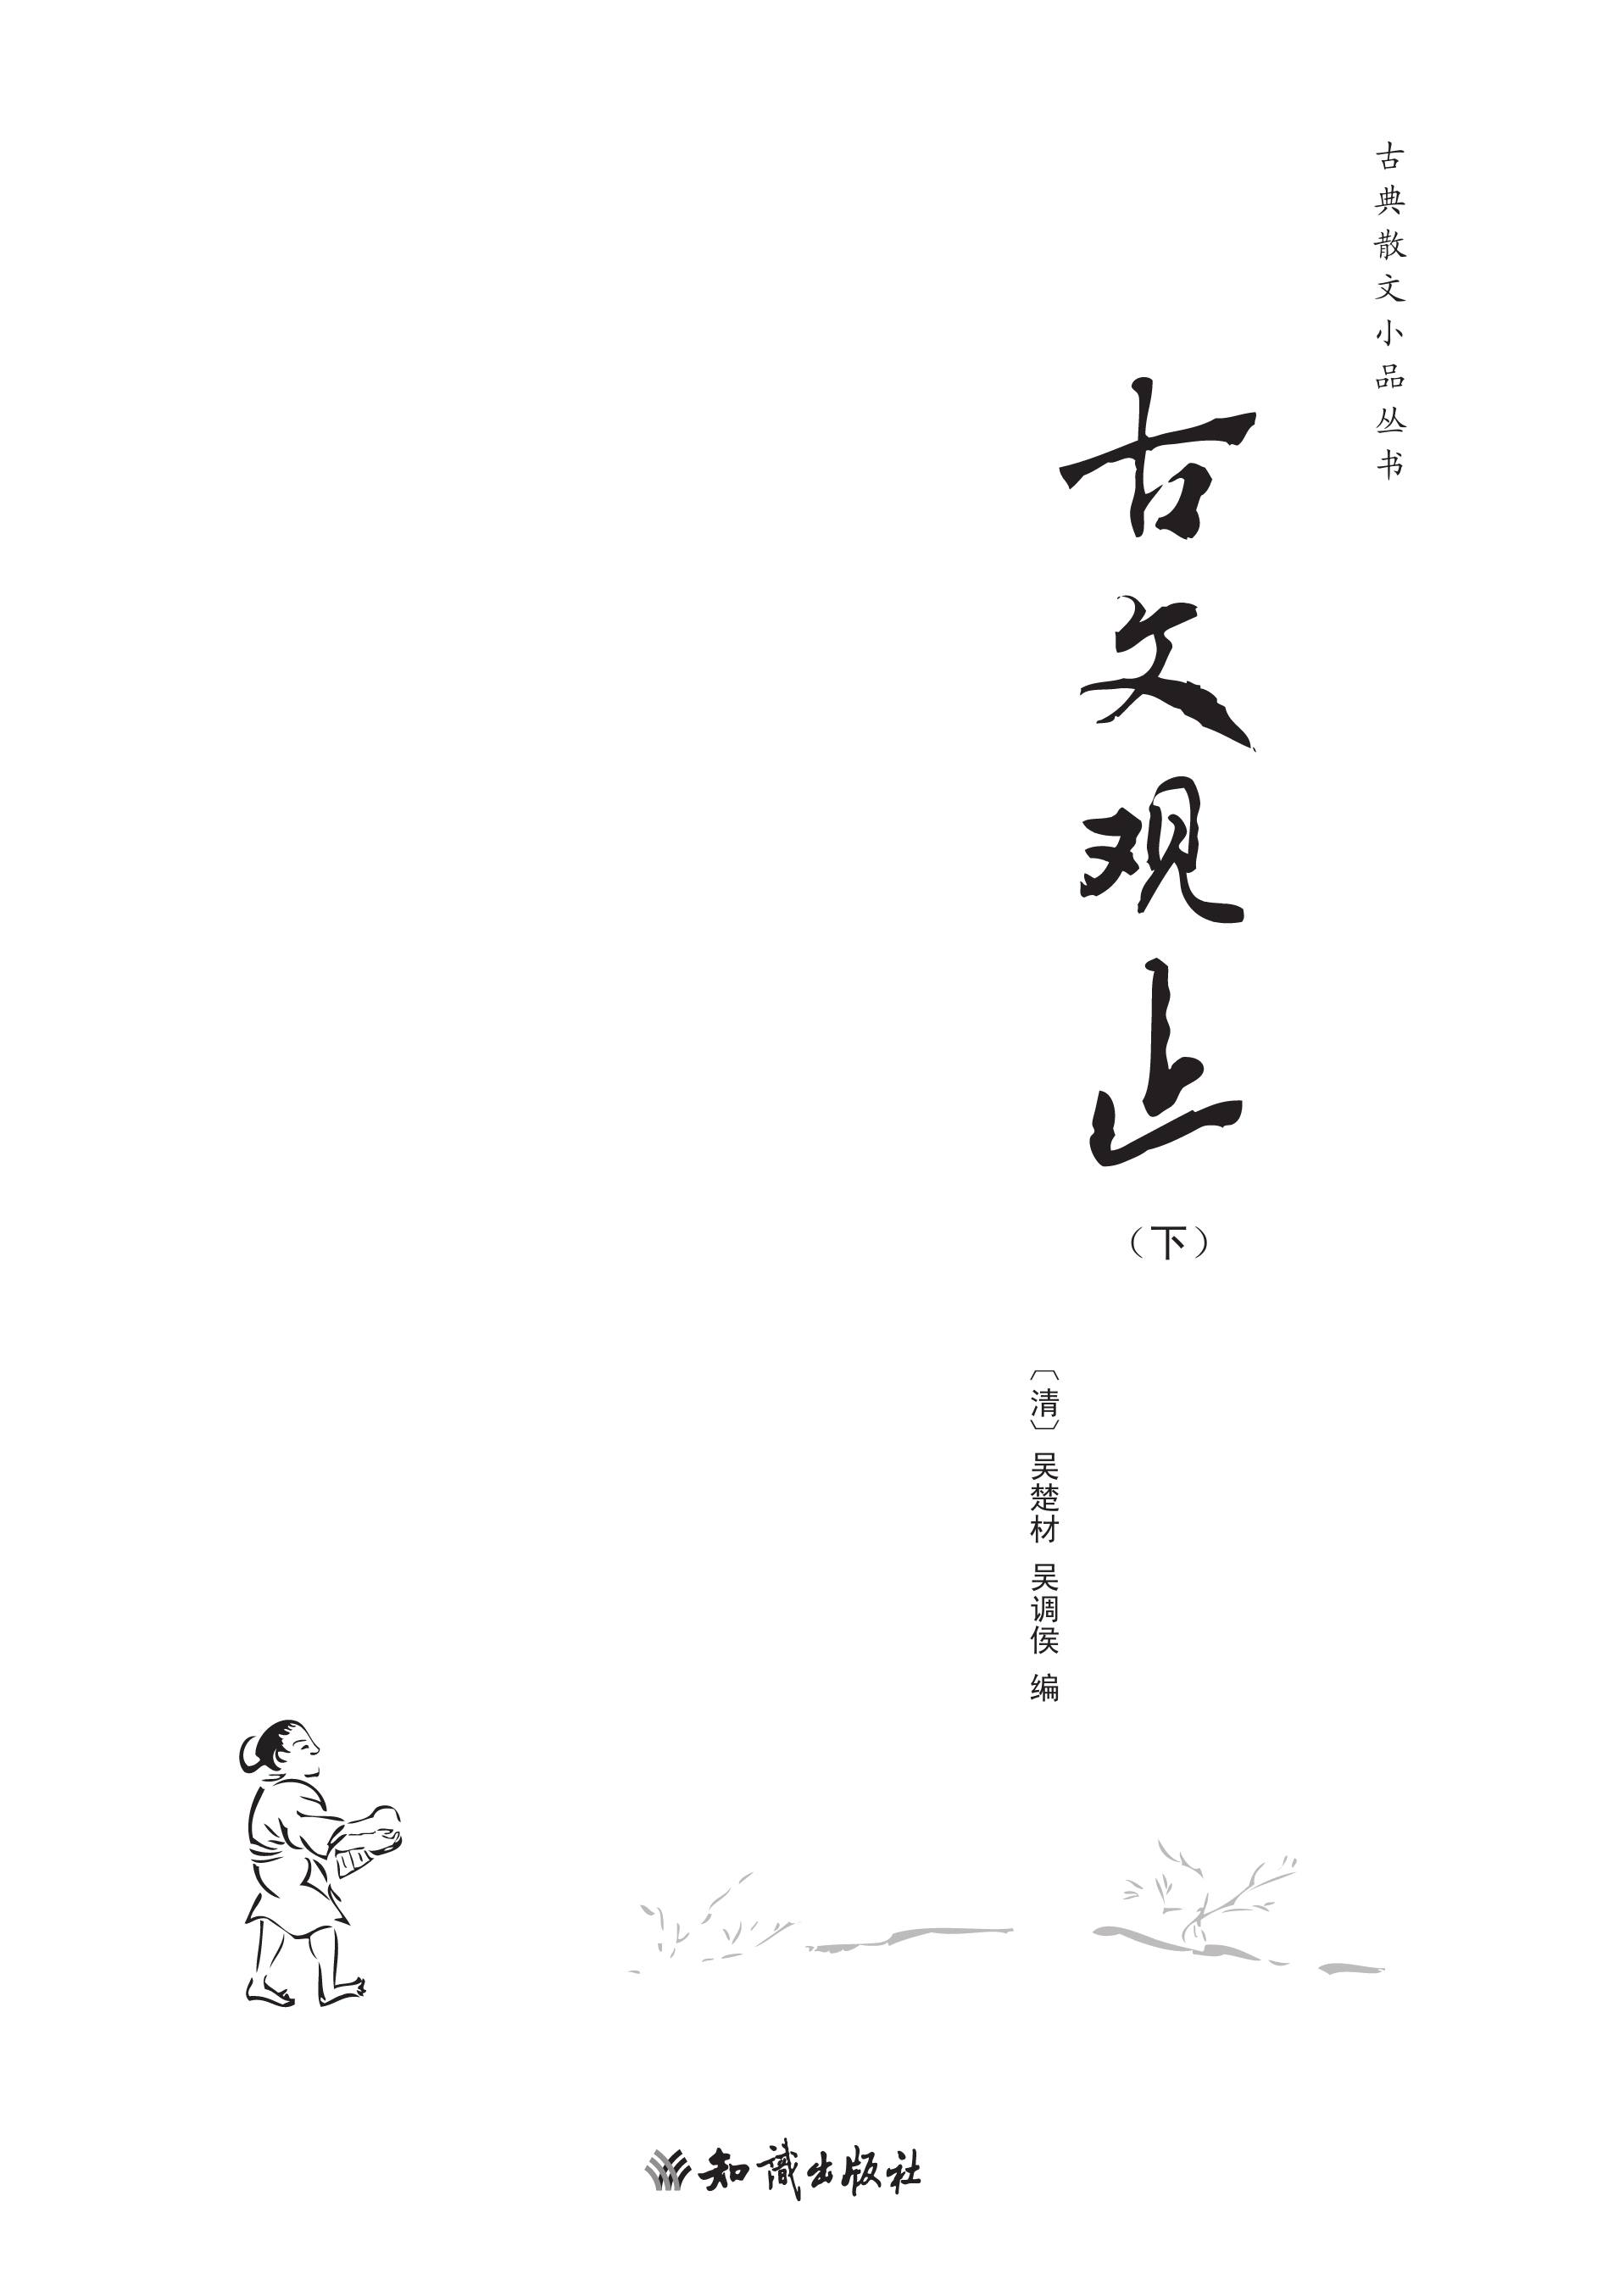 古典散文小品丛书
古文观止
（下）
〔清〕吴楚材 吴调侯 编
知識出版社